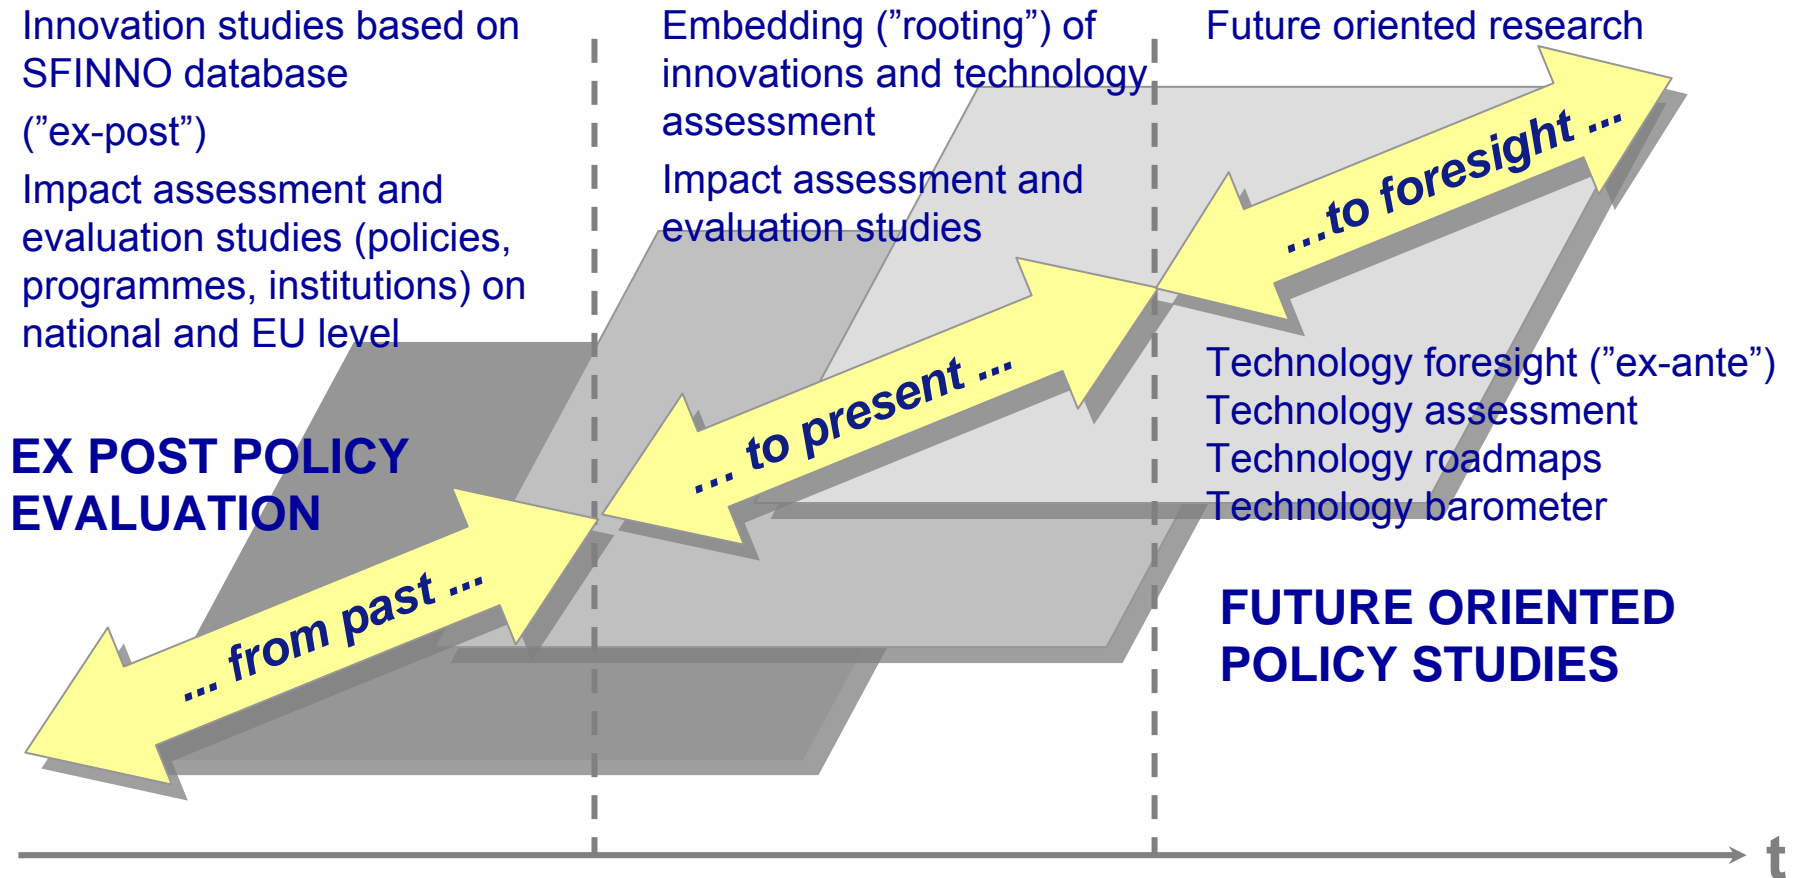 Innovation studies based on
SFINNO database
(”ex-post”)
Impact assessment and
evaluation studies (policies,
programmes, institutions) on
national and EU level
EX POST POLICY
EVALUATION
... from past ...
Embedding (”rooting”) of
innovations and technology
assessment
Impact assessment and
evaluation studies
... to present ...
Future oriented research
...to foresight ...
Technology foresight (”ex-ante”)
Technology assessment
Technology roadmaps
Technology barometer
FUTURE ORIENTED
POLICY STUDIES
t